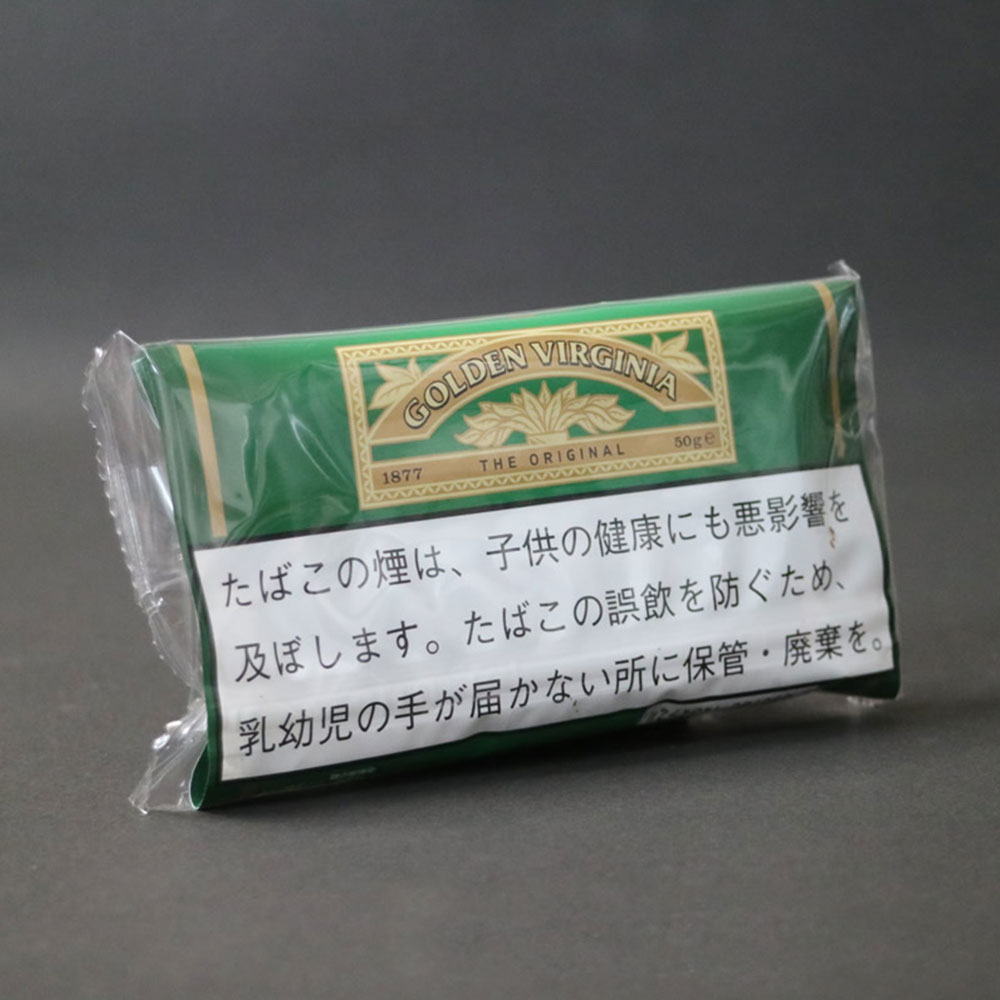 GOLDEN VIRGINIA
1877 THE ORIGINAL 50g℮
たばこの煙は、子供の健康にも悪影響を
及ぼします。たばこの誤飲を防ぐため、
乳幼児の手が届かない所に保管・廃棄を。